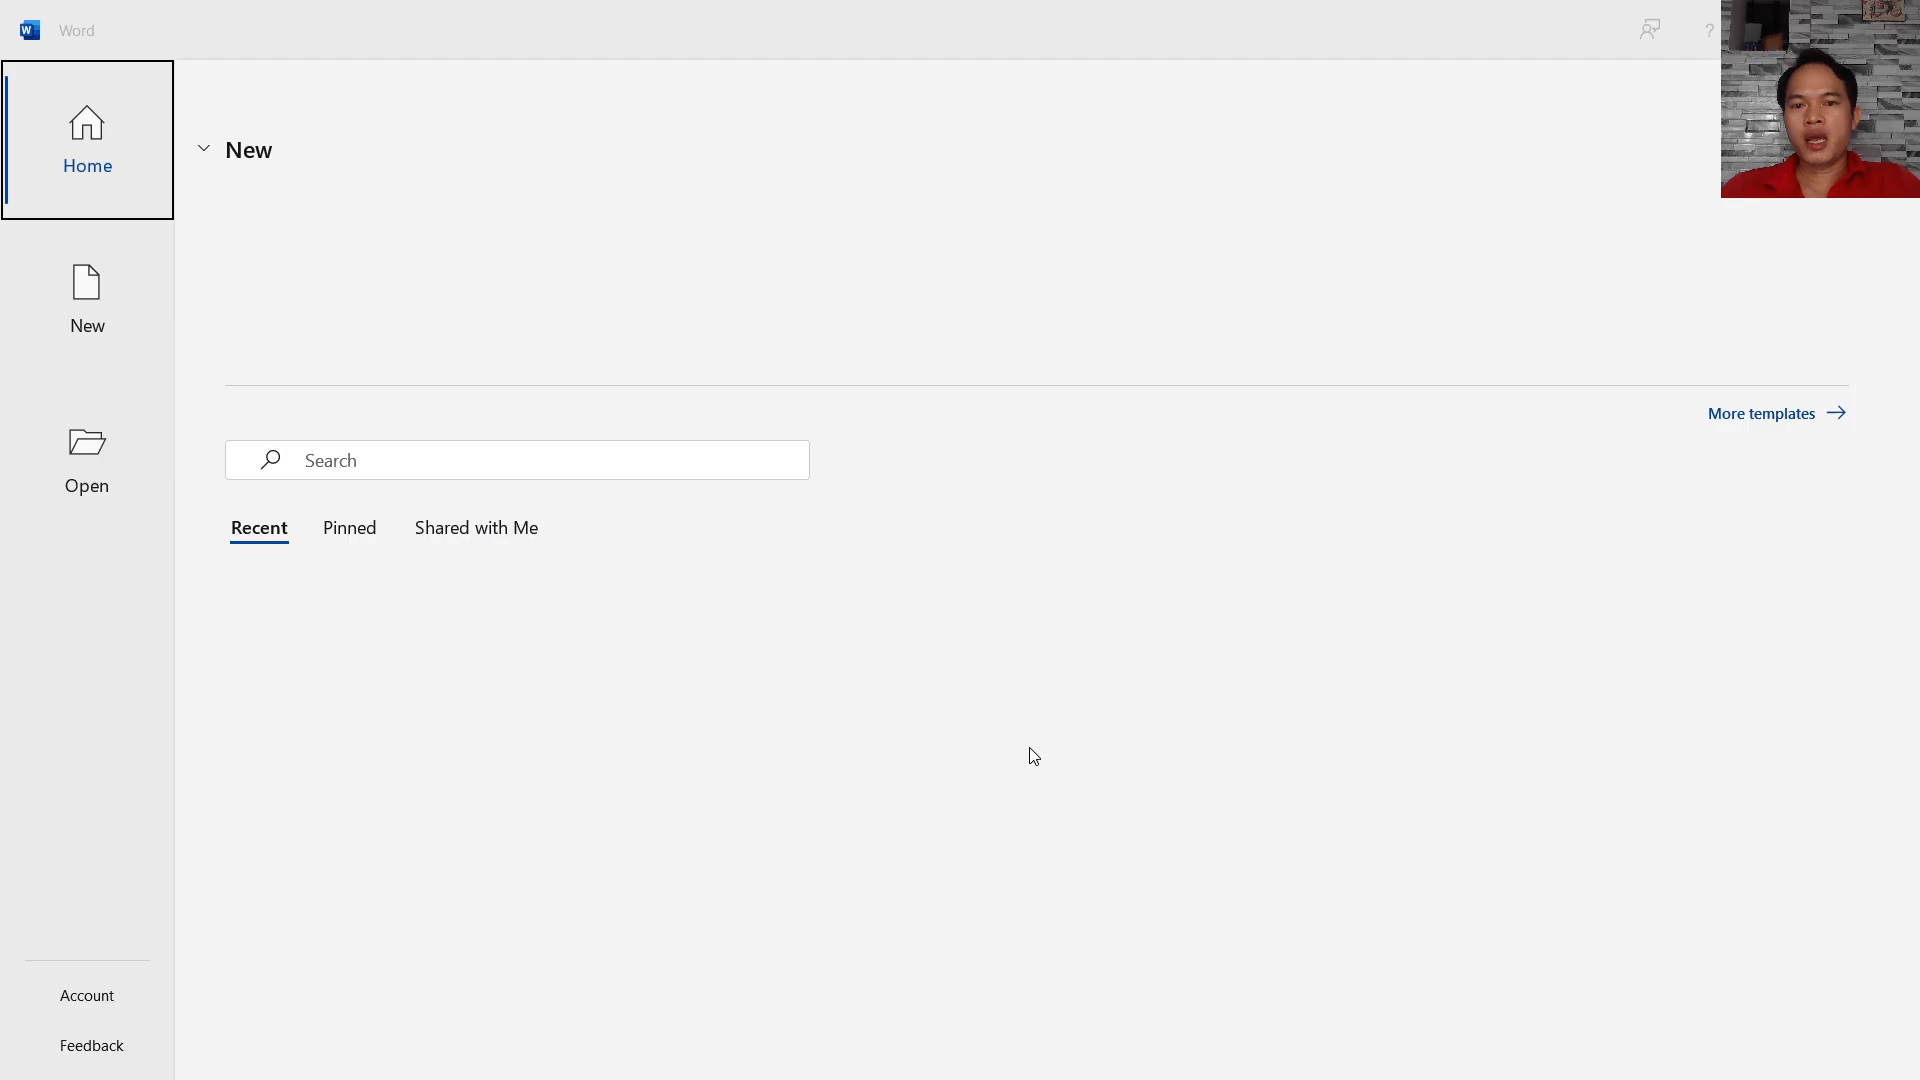 W Word
?
Home
New
New
Open
More templates
Search
Recent Pinned Shared with Me
Account
Feedback